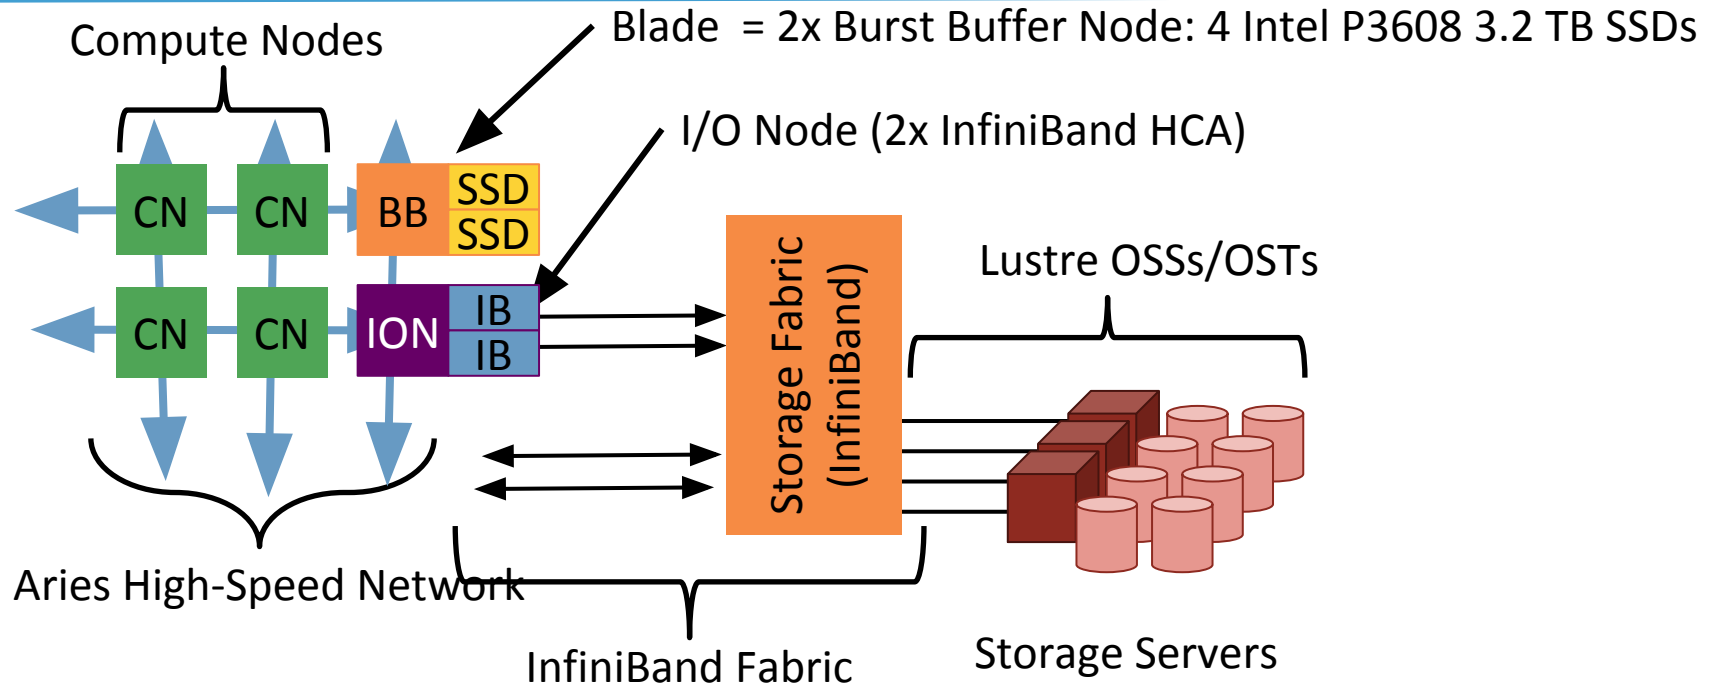 Blade  = 2x Burst Buffer Node: 4 Intel P3608 3.2 TB SSDs
Compute Nodes
I/O Node (2x InfiniBand HCA)
CN
CN
BB
SSD
SSD
CN
CN
ION
IB
IB
Storage Fabric
(InfiniBand)
Lustre OSSs/OSTs
Aries High-Speed Network
InfiniBand Fabric
Storage Servers